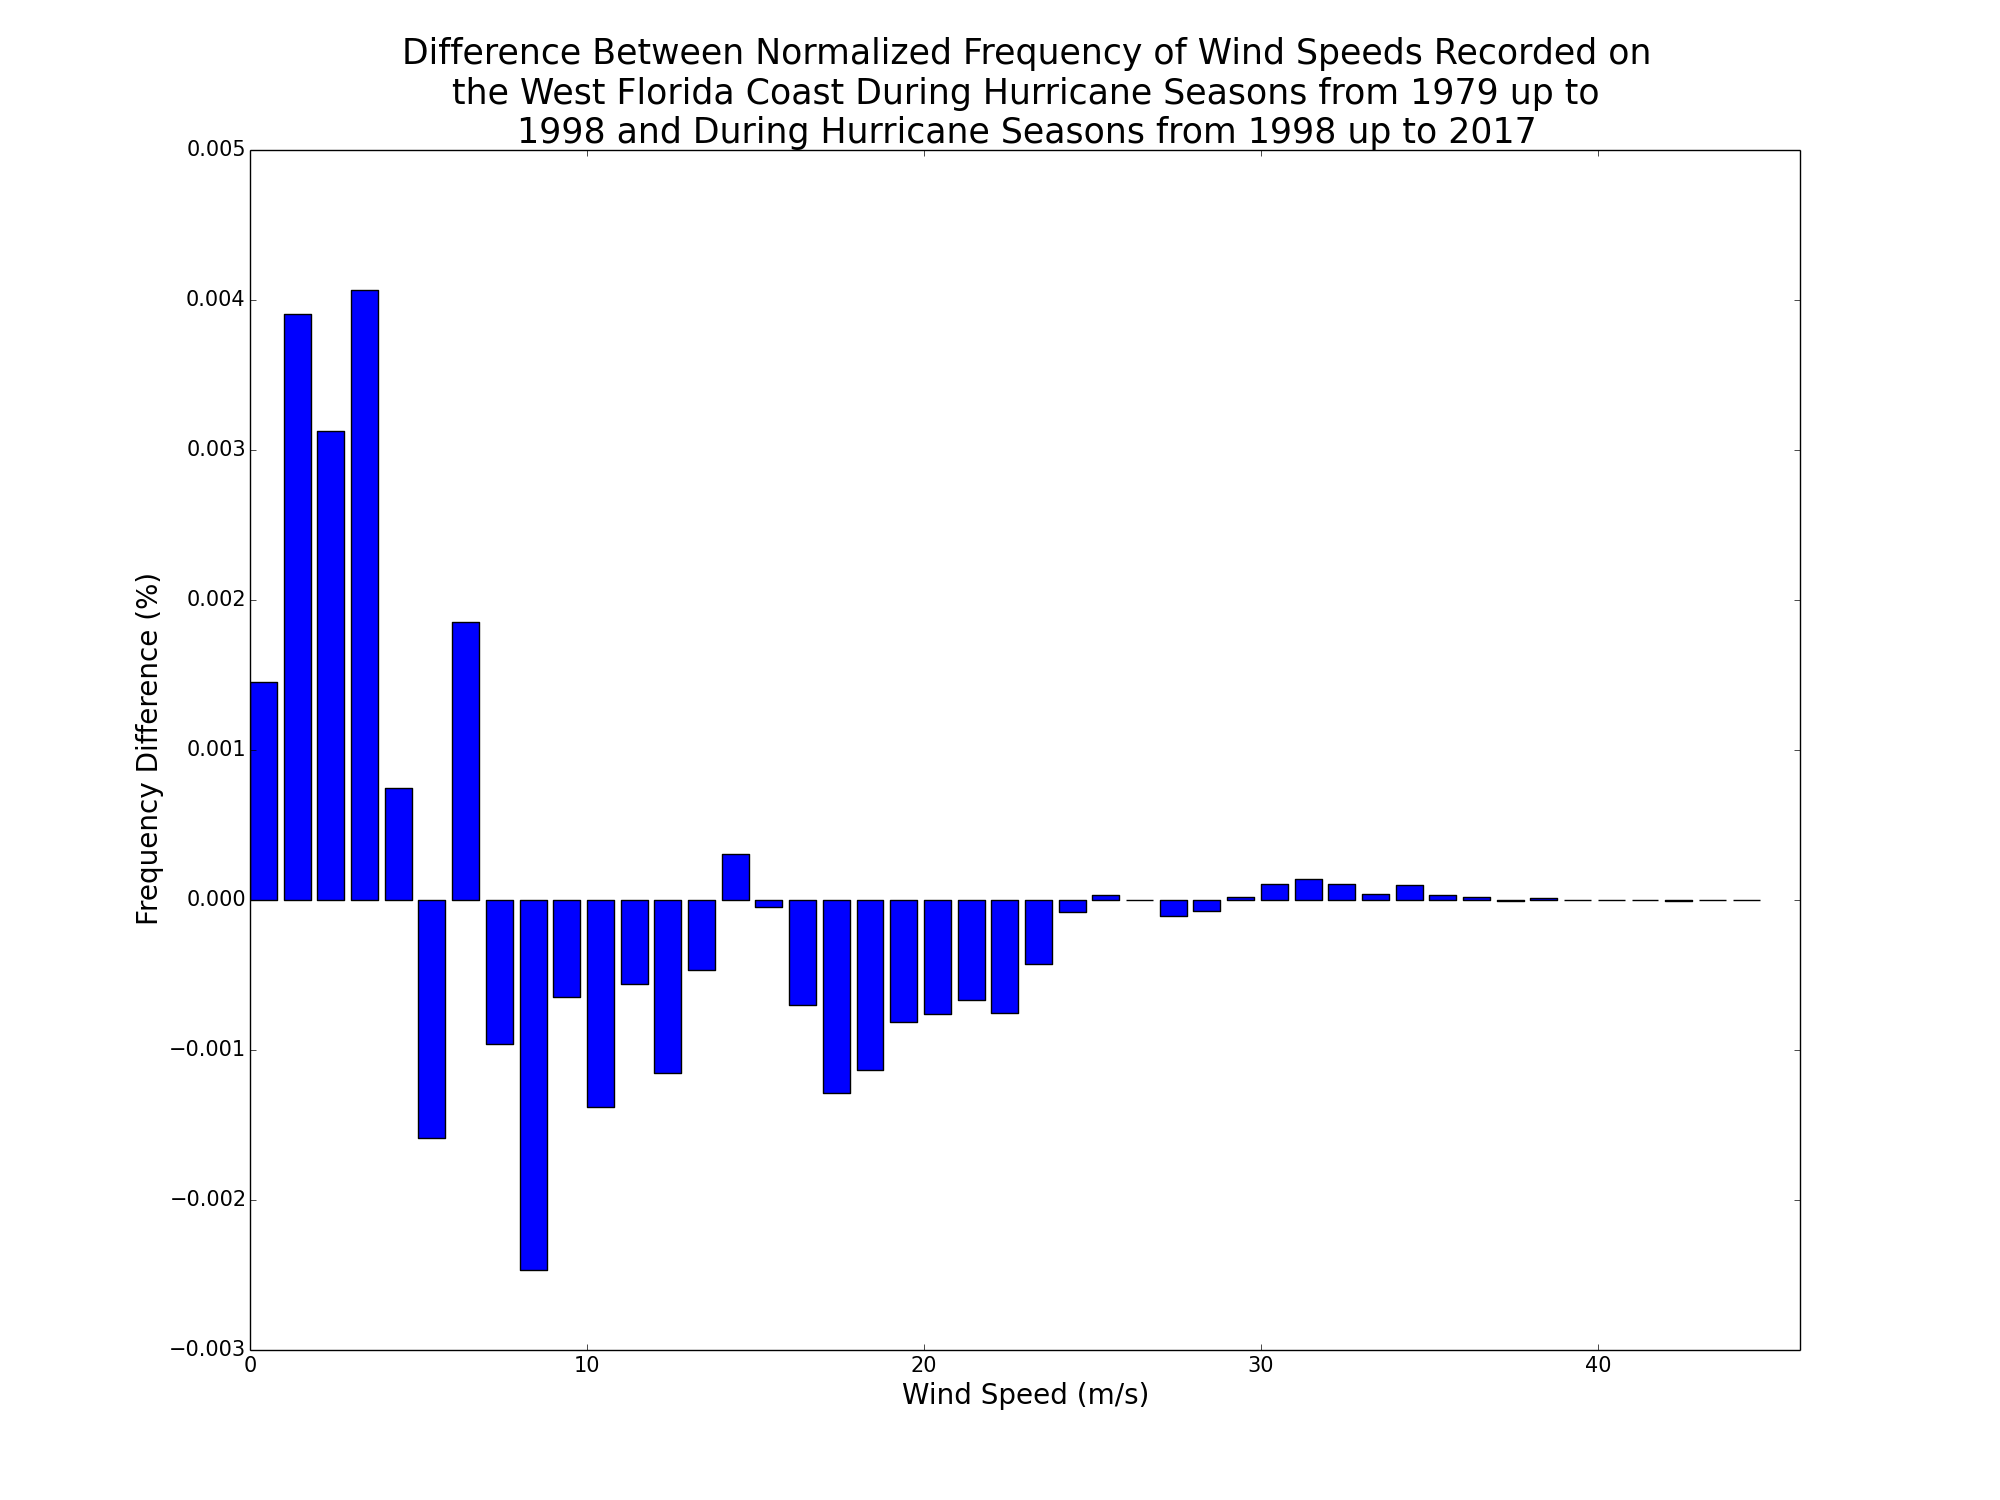 Difference Between Normalized Frequency of Wind Speeds Recorded on
the West Florida Coast During Hurricane Seasons from 1979 up to
1998 and During Hurricane Seasons from 1998 up to 2017
0.005
0.004
0.003
0.002
0.001
0.000
−0.001
−0.002
−0.003
Frequency Difference (%)
0 10 20 30 40
Wind Speed (m/s)